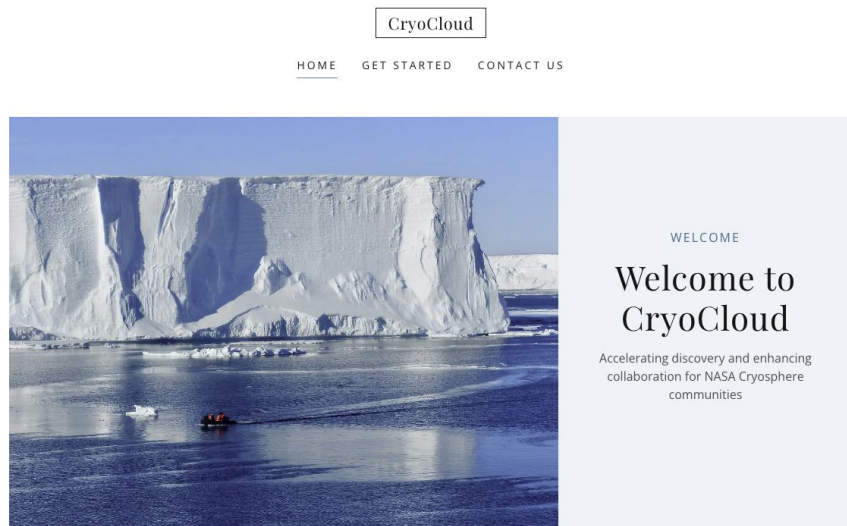 CryoCloud
HOME GET STARTED CONTACT US
WELCOME
Welcome to
CryoCloud
Accelerating discovery and enhancing
collaboration for NASA Cryosphere
communities